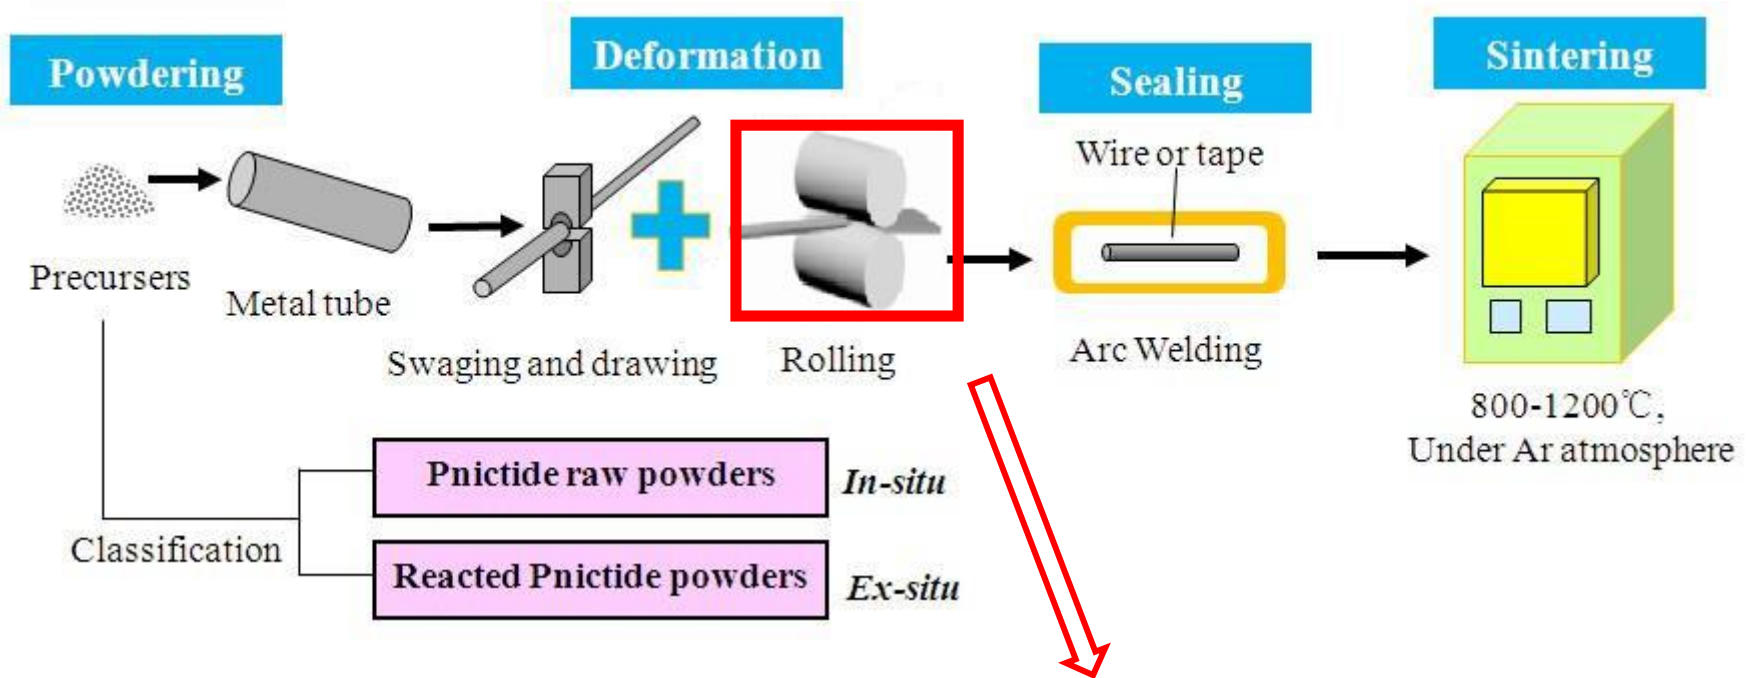 Powdering
Deformation
Sealing
Sintering
Precursers
Metal tube
Swaging and drawing
Rolling
Wire or tape
Arc Welding
800-1200℃,
Under Ar atmosphere
Classification
Pnictide raw powders
In-situ
Reacted Pnictide powders
Ex-situ